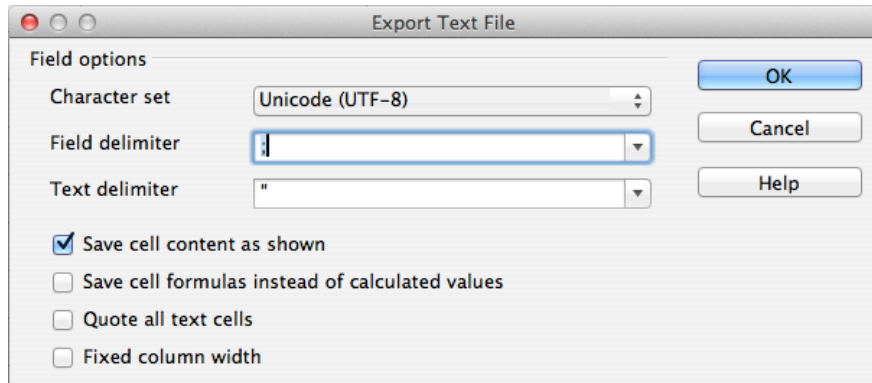 Export Text File
Field options
OK
Character set
Unicode (UTF-8)
Cancel
Field delimiter
;
Text delimiter
"
Help
Save cell content as shown
Save cell formulas instead of calculated values
Quote all text cells
Fixed column width